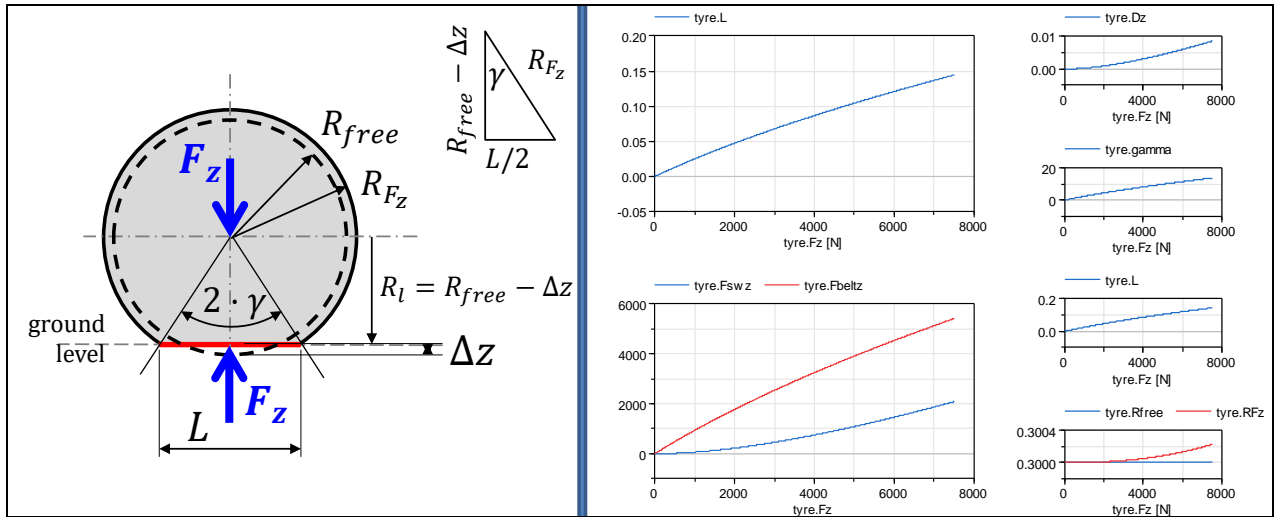 R_free − Δz
γ
R_{F_z}
L/2
R_free
F_z
R_{F_z}
R_l = R_free − Δz
2 · γ
ground
level
Δz
F_z
L
tyre.L
0.20
0.15
0.10
0.05
0.00
-0.05
0 2000 4000 6000 8000
tyre.Fz [N]
tyre.Fswz tyre.Fbeltz
6000
4000
2000
0
0 2000 4000 6000 8000
tyre.Fz
tyre.Dz
0.01
0.00
0 4000 8000
tyre.Fz [N]
tyre.gamma
20
0
0 4000 8000
tyre.Fz [N]
tyre.L
0.2
0.0
0 4000 8000
tyre.Fz [N]
tyre.Rfree tyre.RFz
0.3004
0.3000
0 4000 8000
tyre.Fz [N]